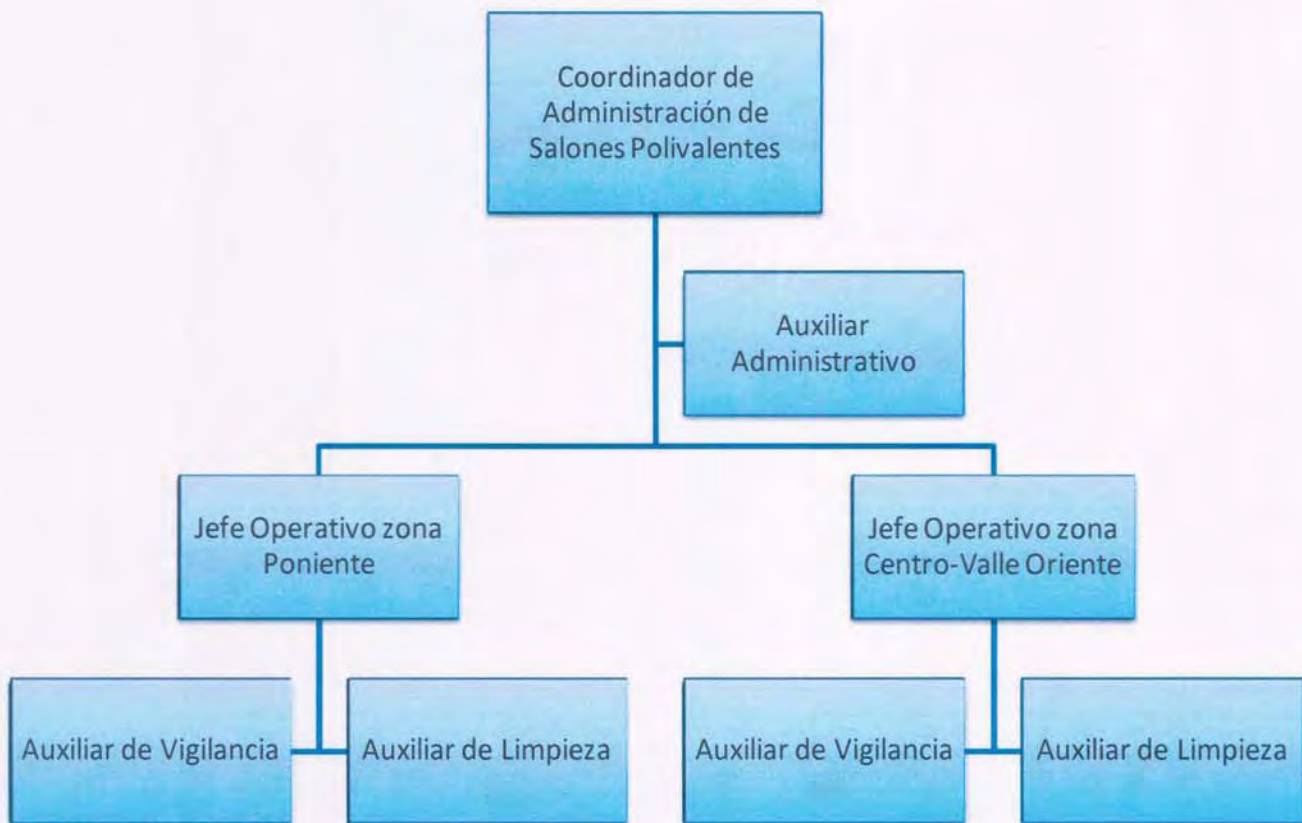 Coordinador de
Administración de
Salones Polivalentes
Auxiliar
Administrativo
Jefe Operativo zona
Poniente
Jefe Operativo zona
Centro-Valle Oriente
Auxiliar de Vigilancia
Auxiliar de Limpieza
Auxiliar de Vigilancia
Auxiliar de Limpieza